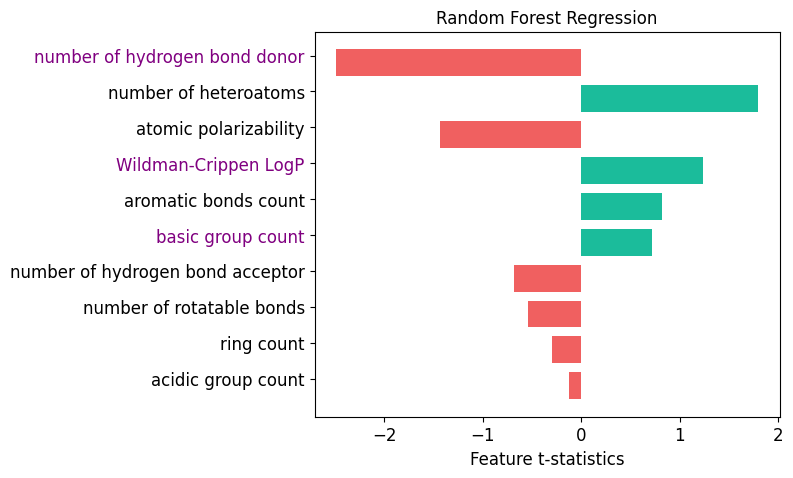 Random Forest Regression
number of hydrogen bond donor
number of heteroatoms
atomic polarizability
Wildman-Crippen LogP
aromatic bonds count
basic group count
number of hydrogen bond acceptor
number of rotatable bonds
ring count
acidic group count
−2 −1 0 1 2
Feature t-statistics